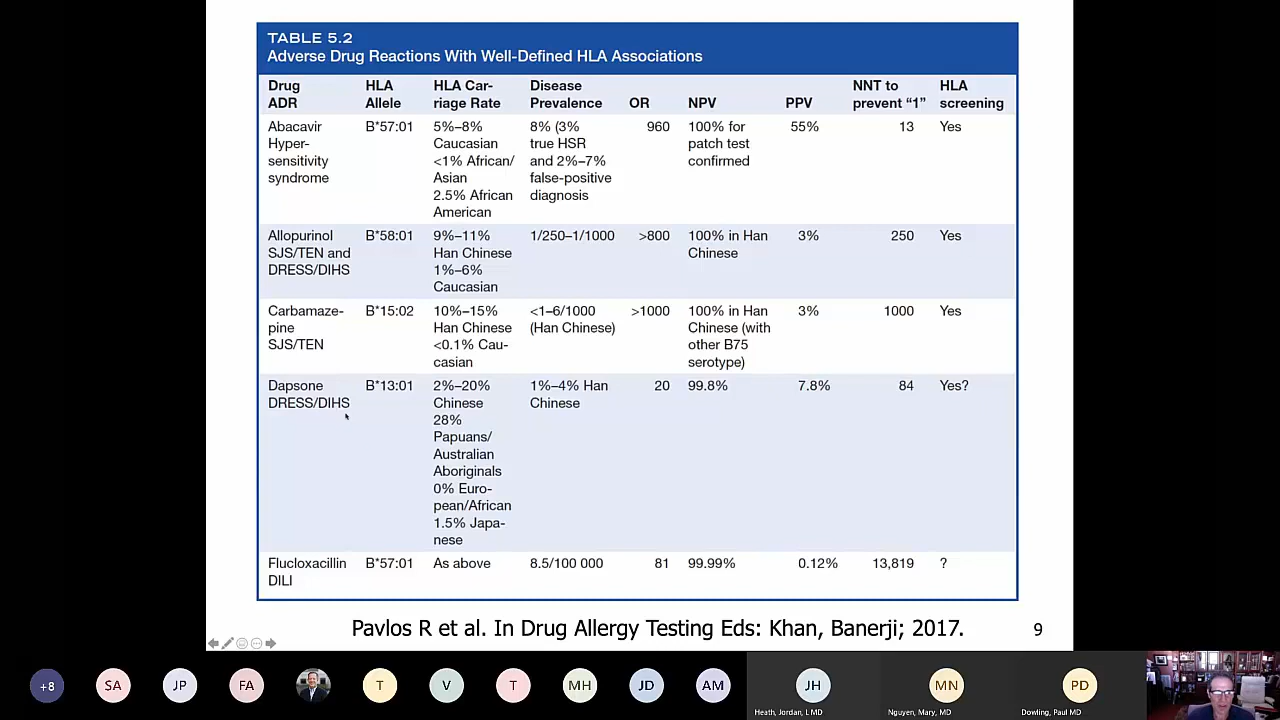 TABLE 5.2
Adverse Drug Reactions With Well-Defined HLA Associations
Drug ADR | HLA Allele | HLA Car-riage Rate | Disease Prevalence | OR | NPV | PPV | NNT to prevent “1” | HLA screening
Abacavir Hyper-sensitivity syndrome | B*57:01 | 5%–8% Caucasian <1% African/Asian 2.5% African American | 8% (3% true HSR and 2%–7% false-positive diagnosis | 960 | 100% for patch test confirmed | 55% | 13 | Yes
Allopurinol SJS/TEN and DRESS/DIHS | B*58:01 | 9%–11% Han Chinese 1%–6% Caucasian | 1/250–1/1000 | >800 | 100% in Han Chinese | 3% | 250 | Yes
Carbamaze-pine SJS/TEN | B*15:02 | 10%–15% Han Chinese <0.1% Cau-casian | <1–6/1000 (Han Chinese) | >1000 | 100% in Han Chinese (with other B75 serotype) | 3% | 1000 | Yes
Dapsone DRESS/DIHS | B*13:01 | 2%–20% Chinese 28% Papuans/Australian Aboriginals 0% Euro-pean/African 1.5% Japa-nese | 1%–4% Han Chinese | 20 | 99.8% | 7.8% | 84 | Yes?
Flucloxacillin DILI | B*57:01 | As above | 8.5/100 000 | 81 | 99.99% | 0.12% | 13,819 | ?
Pavlos R et al. In Drug Allergy Testing Eds: Khan, Banerji; 2017.
9
+8 SA JP FA T V T MH JD AM JH MN PD
Heath, Jordan, L MD
Nguyen, Mary, MD
Dowling, Paul MD